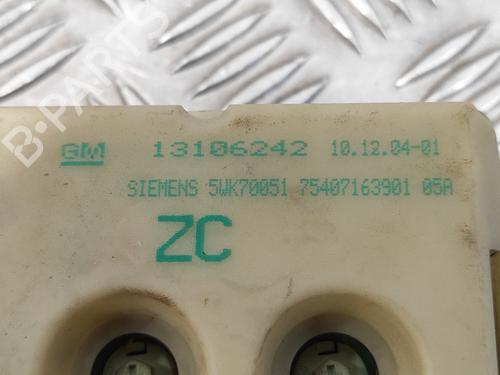 B-PARTS
GM 13106242 10.12.04-01
SIEMENS 5WK70051 75407163901 05A
ZC